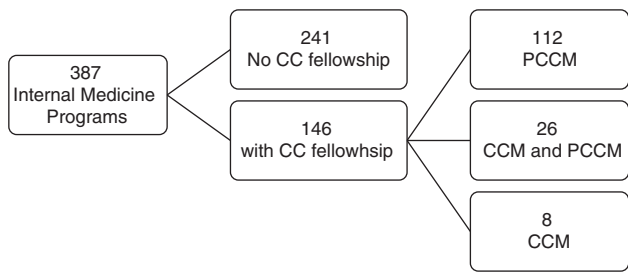 387
Internal Medicine
Programs
241
No CC fellowship
146
with CC fellowhsip
112
PCCM
26
CCM and PCCM
8
CCM